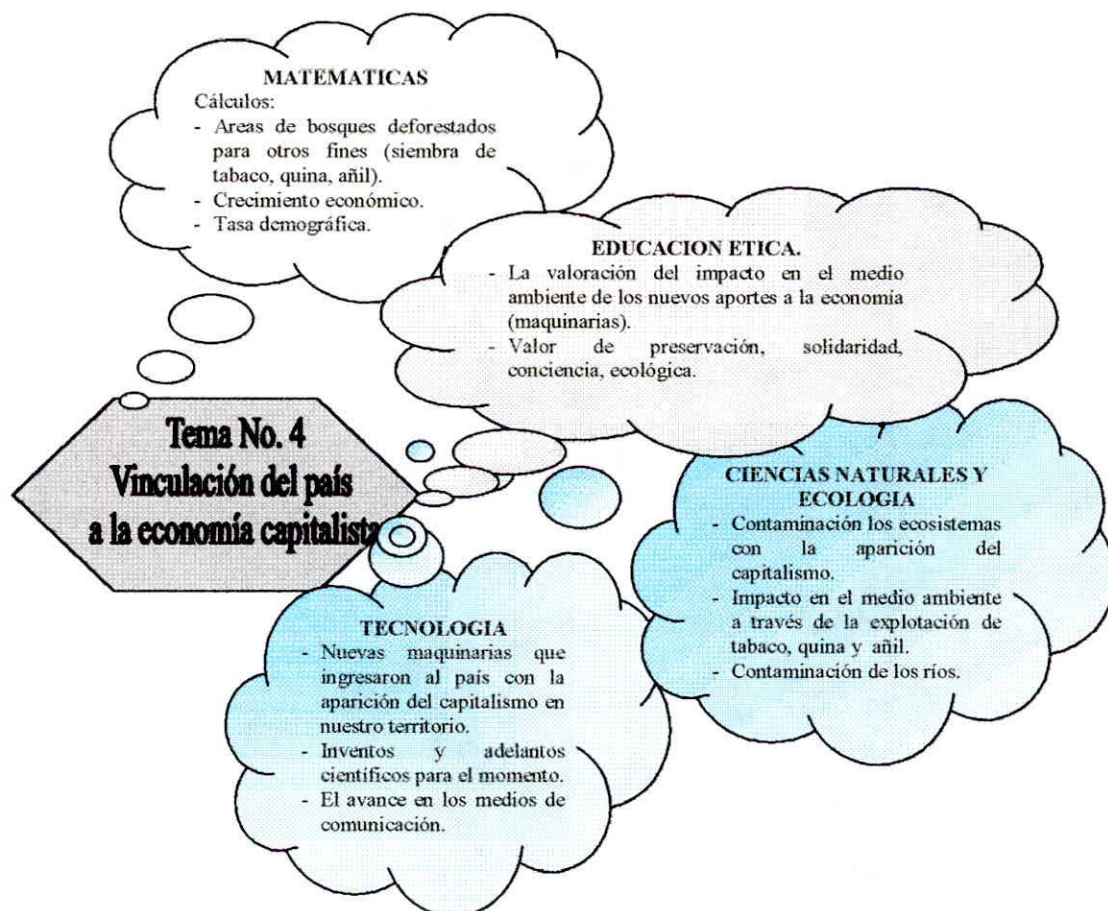 MATEMATICAS
Cálculos:
- Areas de bosques deforestados
para otros fines (siembra de
tabaco, quina, añil).
- Crecimiento económico.
- Tasa demográfica.
EDUCACION ETICA.
- La valoración del impacto en el medio
ambiente de los nuevos aportes a la economía
(maquinarias).
- Valor de preservación, solidaridad,
conciencia, ecológica.
Tema No. 4
Vinculación del país
a la economía capitalista
CIENCIAS NATURALES Y
ECOLOGIA
- Contaminación los ecosistemas
con la aparición del
capitalismo.
- Impacto en el medio ambiente
a través de la explotación de
tabaco, quina y añil.
- Contaminación de los ríos.
TECNOLOGIA
- Nuevas maquinarias que
ingresaron al país con la
aparición del capitalismo en
nuestro territorio.
- Inventos y adelantos
científicos para el momento.
- El avance en los medios de
comunicación.